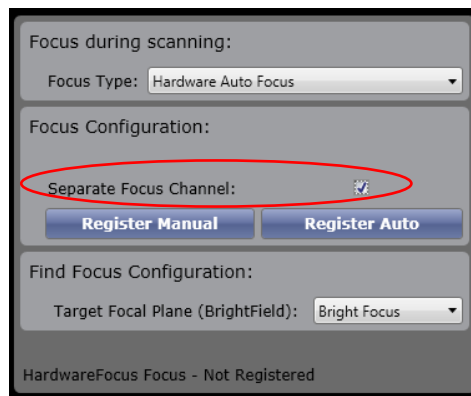 Focus during scanning:
Focus Type: Hardware Auto Focus
Focus Configuration:
Separate Focus Channel:
Register Manual Register Auto
Find Focus Configuration:
Target Focal Plane (BrightField): Bright Focus
HardwareFocus Focus - Not Registered